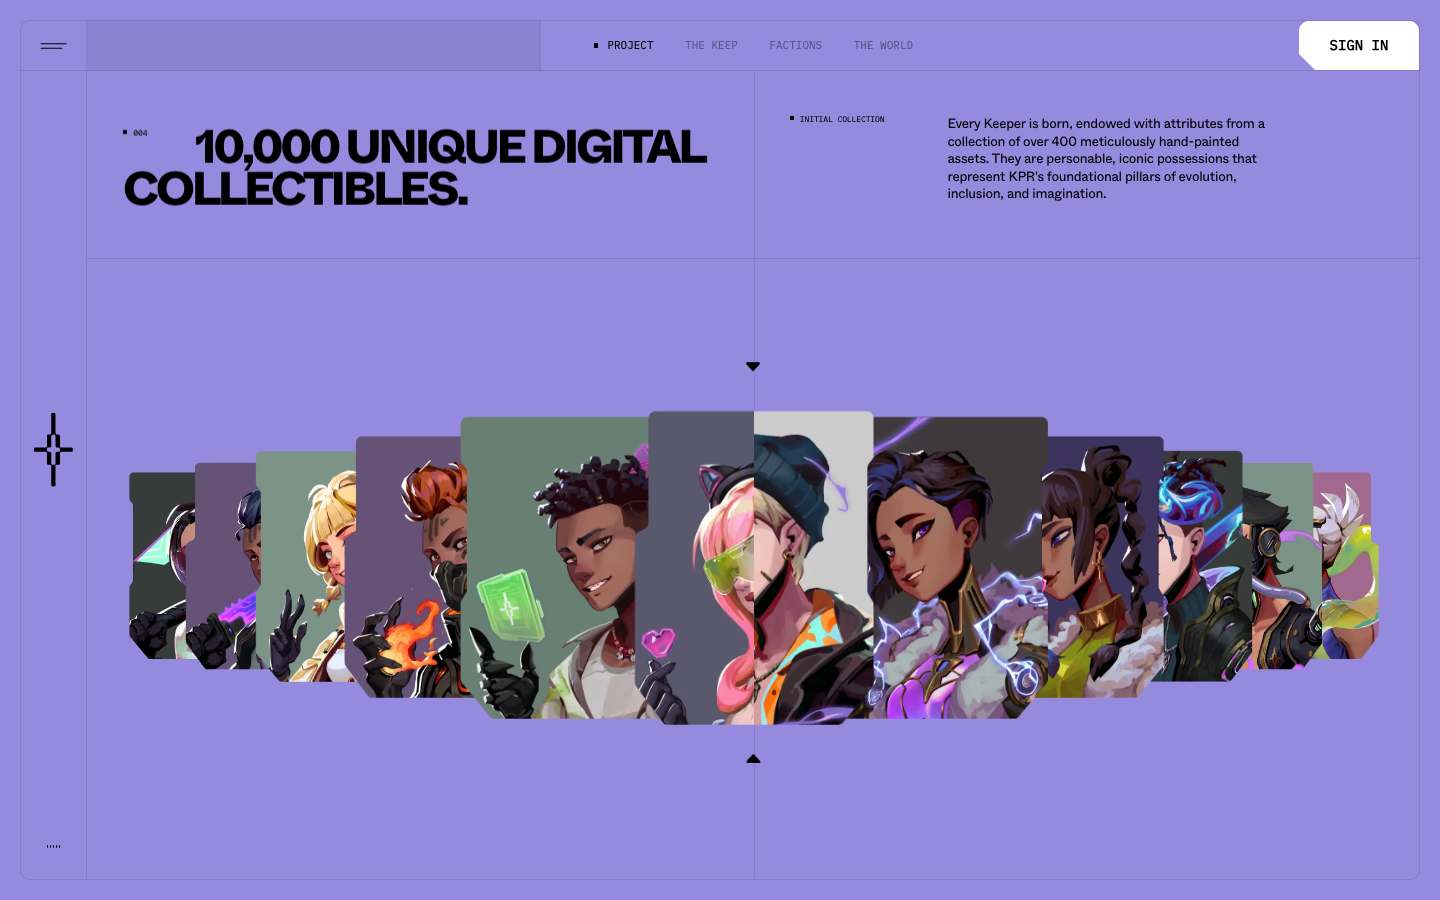 PROJECT THE KEEP FACTIONS THE WORLD
SIGN IN
004
10,000 UNIQUE DIGITAL
COLLECTIBLES.
INITIAL COLLECTION
Every Keeper is born, endowed with attributes from a
collection of over 400 meticulously hand-painted
assets. They are personable, iconic possessions that
represent KPR's foundational pillars of evolution,
inclusion, and imagination.